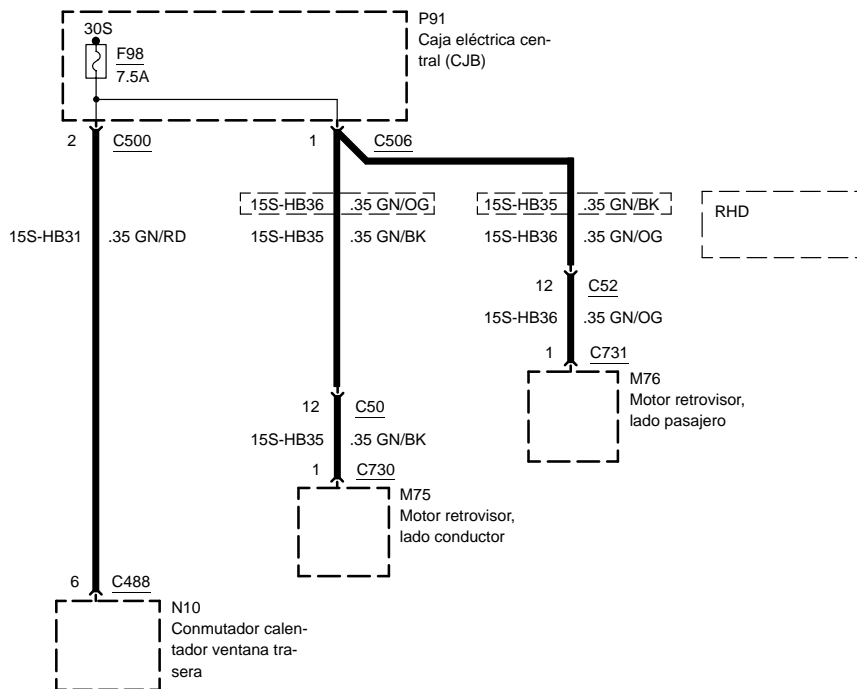 P91
Caja eléctrica cen-
tral (CJB)
30S
F98
7.5A
2 C500
1 C506
15S-HB36 .35 GN/OG
15S-HB35 .35 GN/BK
RHD
15S-HB31 .35 GN/RD
15S-HB35 .35 GN/BK
15S-HB36 .35 GN/OG
12 C52
15S-HB36 .35 GN/OG
1 C731
M76
Motor retrovisor,
lado pasajero
12 C50
15S-HB35 .35 GN/BK
1 C730
M75
Motor retrovisor,
lado conductor
6 C488
N10
Conmutador calen-
tador ventana tra-
sera